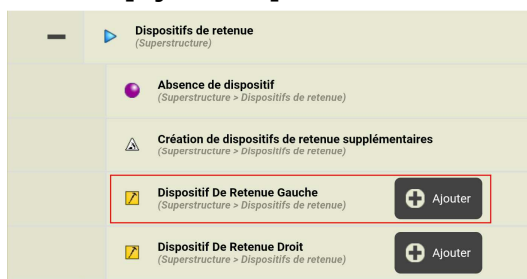 Dispositifs de retenue
(Superstructure)
Absence de dispositif
(Superstructure > Dispositifs de retenue)
Création de dispositifs de retenue supplémentaires
(Superstructure > Dispositifs de retenue)
Dispositif De Retenue Gauche
(Superstructure > Dispositifs de retenue)
Ajouter
Dispositif De Retenue Droit
(Superstructure > Dispositifs de retenue)
Ajouter